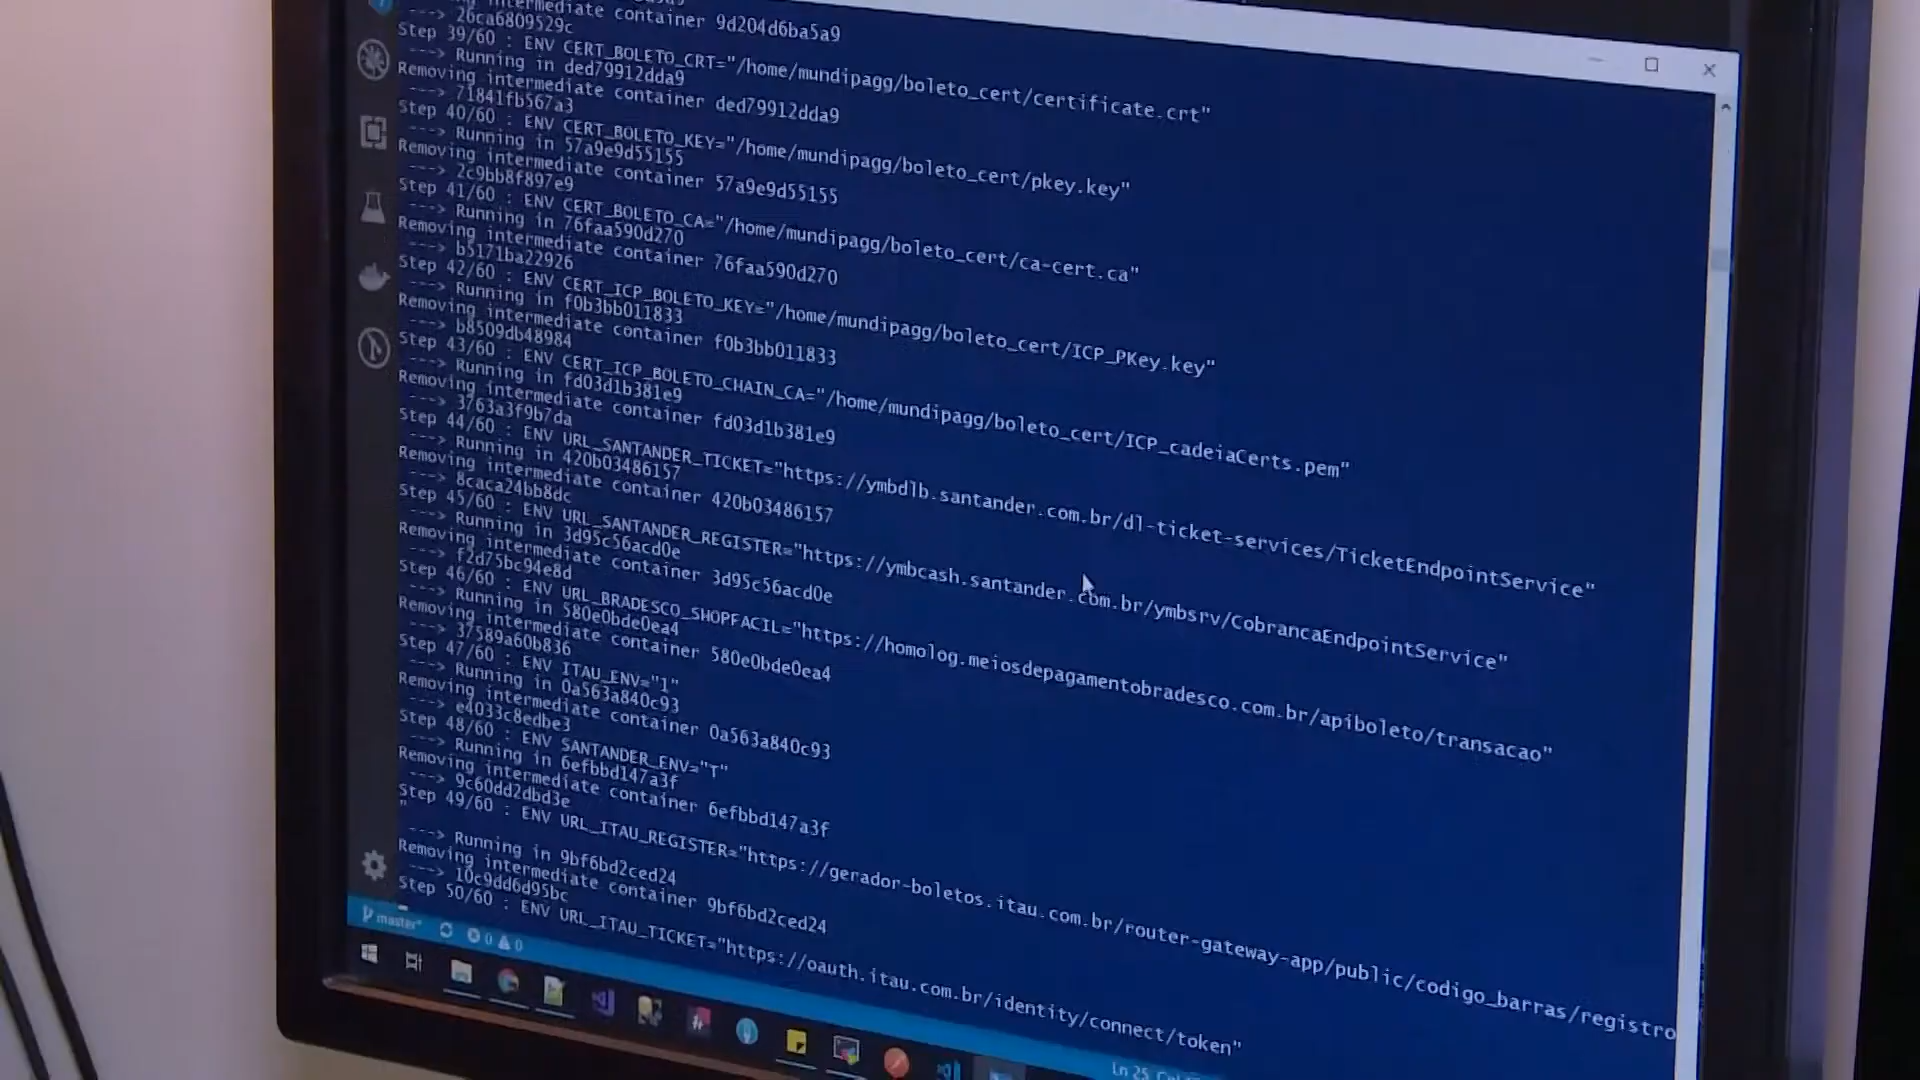 intermediate container 9d204d6ba5a9
---> 26ca6809529c
Step 39/60 : ENV CERT_BOLETO_CRT="/home/mundipagg/boleto_cert/certificate.crt"
---> Running in ded79912dda9
Removing intermediate container ded79912dda9
---> 71841fb567a3
Step 40/60 : ENV CERT_BOLETO_KEY="/home/mundipagg/boleto_cert/pkey.key"
---> Running in 57a9e9d55155
Removing intermediate container 57a9e9d55155
---> 2c9bb8f897e9
Step 41/60 : ENV CERT_BOLETO_CA="/home/mundipagg/boleto_cert/ca-cert.ca"
---> Running in 76faa590d270
Removing intermediate container 76faa590d270
---> b5171ba22926
Step 42/60 : ENV CERT_ICP_BOLETO_KEY="/home/mundipagg/boleto_cert/ICP_PKey.key"
---> Running in f0b3bb011833
Removing intermediate container f0b3bb011833
---> b8509db48984
Step 43/60 : ENV CERT_ICP_BOLETO_CHAIN_CA="/home/mundipagg/boleto_cert/ICP_cadeiaCerts.pem"
---> Running in fd03d1b381e9
Removing intermediate container fd03d1b381e9
---> 3763a3f9b7da
Step 44/60 : ENV URL_SANTANDER_TICKET="https://ymbdlb.santander.com.br/dl-ticket-services/TicketEndpointService"
---> Running in 420b03486157
Removing intermediate container 420b03486157
---> 8caca24bb8dc
Step 45/60 : ENV URL_SANTANDER_REGISTER="https://ymbcash.santander.com.br/ymbsrv/CobrancaEndpointService"
---> Running in 3d95c56acd0e
Removing intermediate container 3d95c56acd0e
---> f2d75bc94e8d
Step 46/60 : ENV URL_BRADESCO_SHOPFACIL="https://homolog.meiosdepagamentobradesco.com.br/apiboleto/transacao"
---> Running in 580e0bde0ea4
Removing intermediate container 580e0bde0ea4
---> 37589a60b836
Step 47/60 : ENV ITAU_ENV="1"
---> Running in 0a563a840c93
Removing intermediate container 0a563a840c93
---> e4033c8edbe3
Step 48/60 : ENV SANTANDER_ENV="T"
---> Running in 6efbbd147a3f
Removing intermediate container 6efbbd147a3f
---> 9c60dd2dbd3e
Step 49/60 : ENV URL_ITAU_REGISTER="https://gerador-boletos.itau.com.br/router-gateway-app/public/codigo_barras/registro
"
---> Running in 9bf6bd2ced24
Removing intermediate container 9bf6bd2ced24
---> 10c9dd6d95bc
Step 50/60 : ENV URL_ITAU_TICKET="https://oauth.itau.com.br/identity/connect/token"
master* 0 0
Ln 25